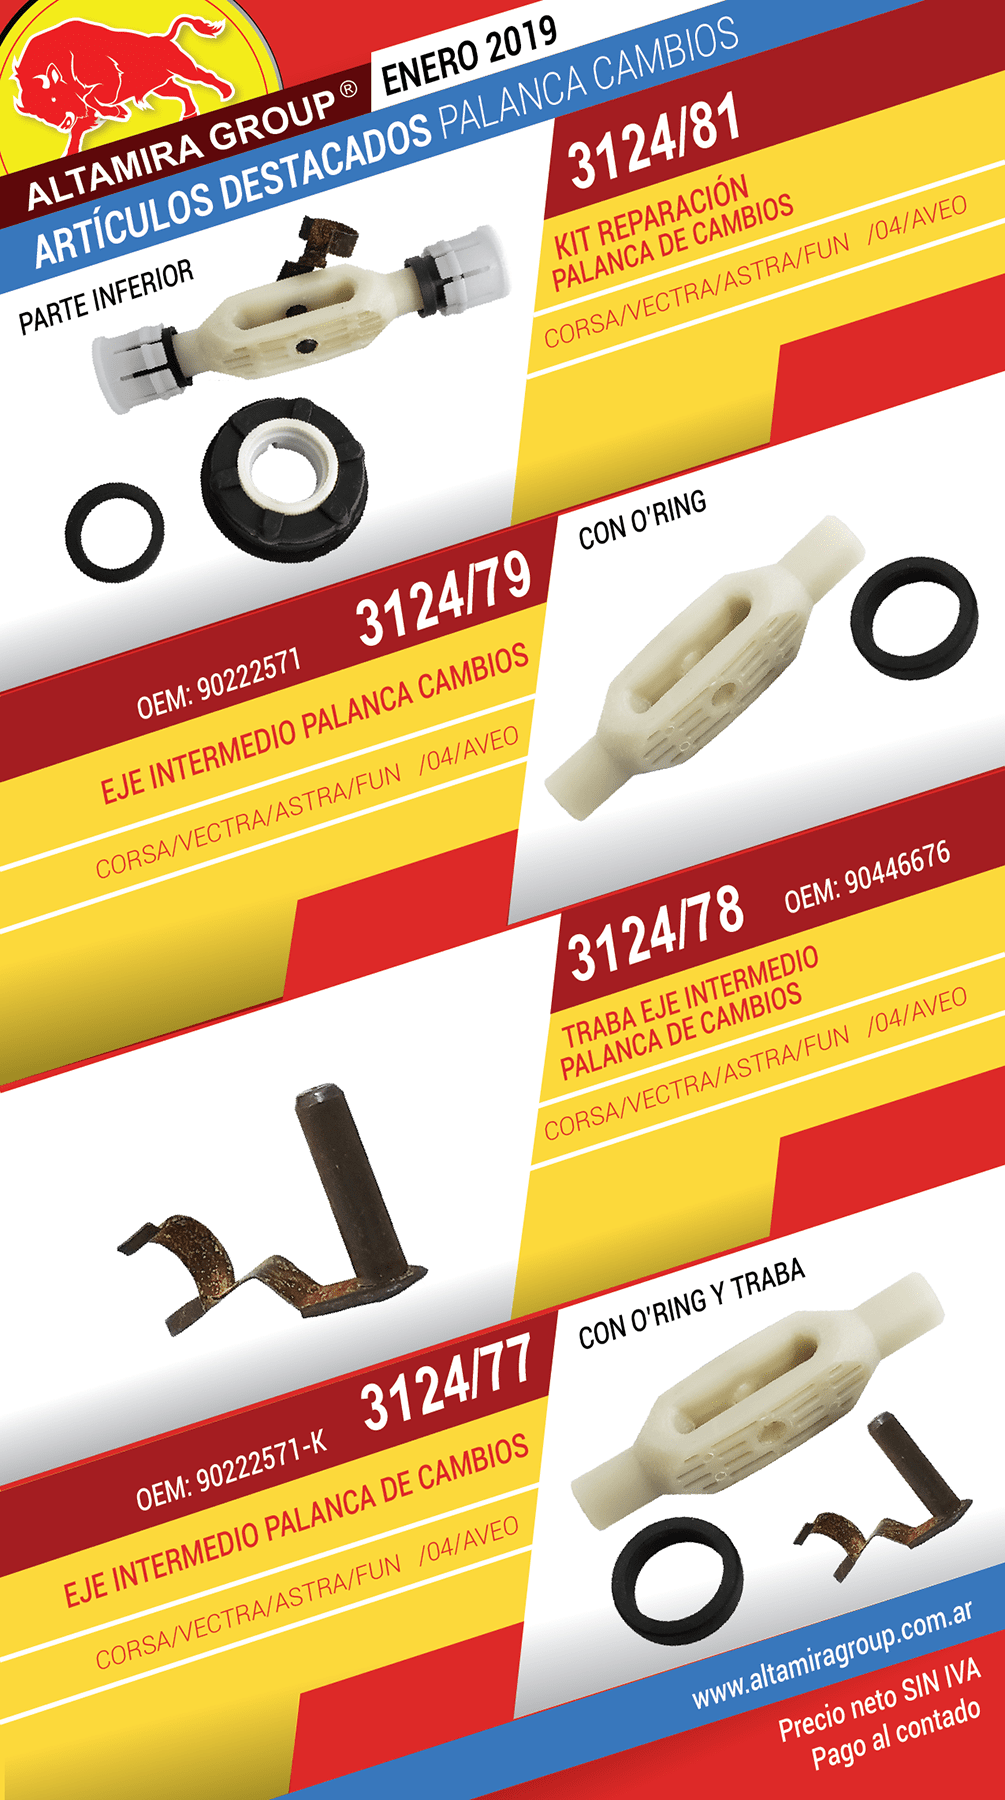 ALTAMIRA GROUP®
ENERO 2019
ARTÍCULOS DESTACADOS PALANCA CAMBIOS
PARTE INFERIOR
3124/81
KIT REPARACIÓN
PALANCA DE CAMBIOS
CORSA/VECTRA/ASTRA/FUN /04/AVEO
CON O'RING
OEM: 90222571 3124/79
EJE INTERMEDIO PALANCA CAMBIOS
CORSA/VECTRA/ASTRA/FUN /04/AVEO
3124/78 OEM: 90446676
TRABA EJE INTERMEDIO
PALANCA DE CAMBIOS
CORSA/VECTRA/ASTRA/FUN /04/AVEO
CON O'RING Y TRABA
OEM: 90222571-K 3124/77
EJE INTERMEDIO PALANCA DE CAMBIOS
CORSA/VECTRA/ASTRA/FUN /04/AVEO
www.altamiragroup.com.ar
Precio neto SIN IVA
Pago al contado